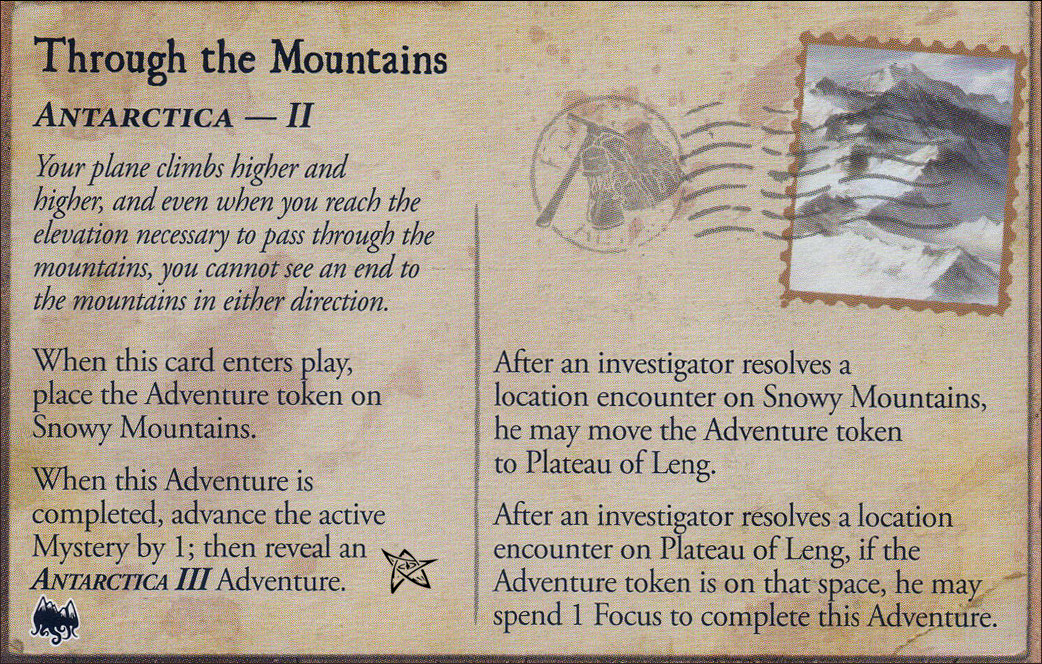 Through the Mountains
Antarctica — II
Your plane climbs higher and
higher, and even when you reach the
elevation necessary to pass through the
mountains, you cannot see an end to
the mountains in either direction.
When this card enters play,
place the Adventure token on
Snowy Mountains.
When this Adventure is
completed, advance the active
Mystery by 1; then reveal an
Antarctica III Adventure.
After an investigator resolves a
location encounter on Snowy Mountains,
he may move the Adventure token
to Plateau of Leng.
After an investigator resolves a location
encounter on Plateau of Leng, if the
Adventure token is on that space, he may
spend 1 Focus to complete this Adventure.